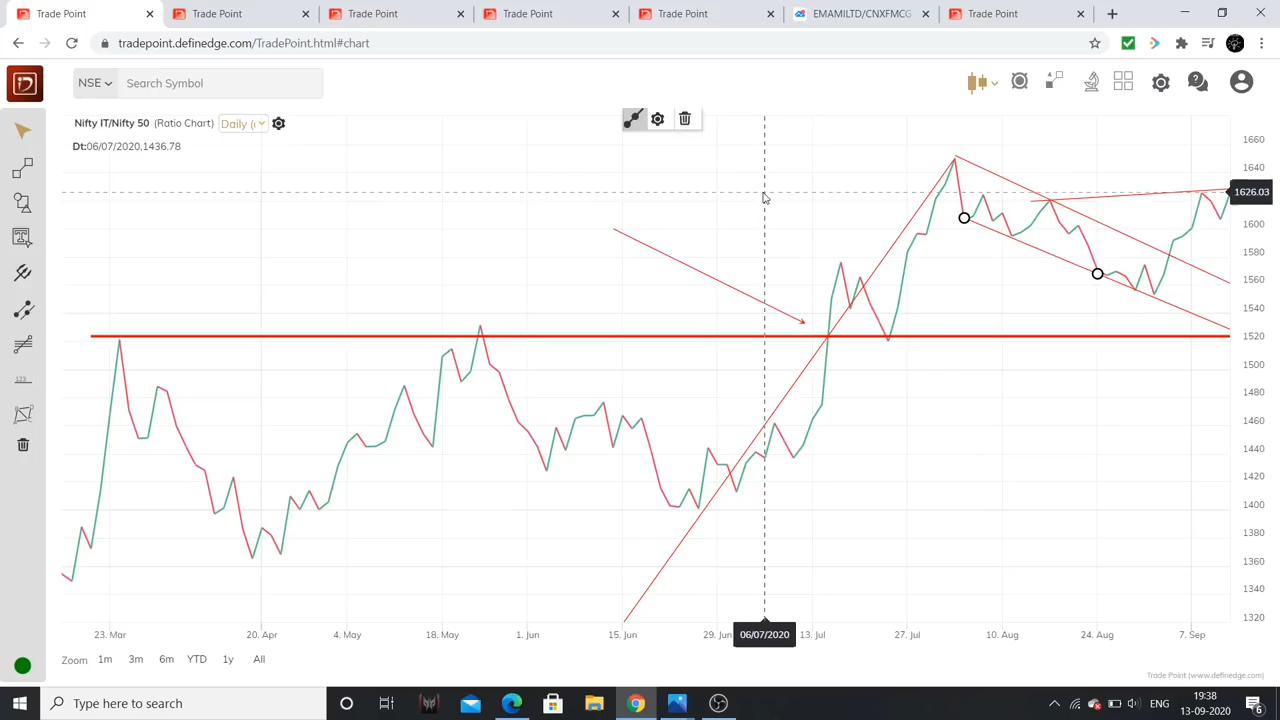 Trade Point
Trade Point
Trade Point
Trade Point
Trade Point
EMAMILTD/CNXFMCG
Trade Point
tradepoint.definedge.com/TradePoint.html#chart
NSE
Search Symbol
Nifty IT/Nifty 50 (Ratio Chart)
Daily (
Dt:06/07/2020,1436.78
1660
1640
1626.03
1600
1580
1560
1540
1520
1500
1480
1460
1440
1420
1400
1380
1360
1340
1320
123
23. Mar
20. Apr
4. May
18. May
1. Jun
15. Jun
29. Jun
06/07/2020
13. Jul
27. Jul
10. Aug
24. Aug
7. Sep
Zoom
1m
3m
6m
YTD
1y
All
Trade Point (www.definedge.com)
Type here to search
ENG
19:38
13-09-2020
6